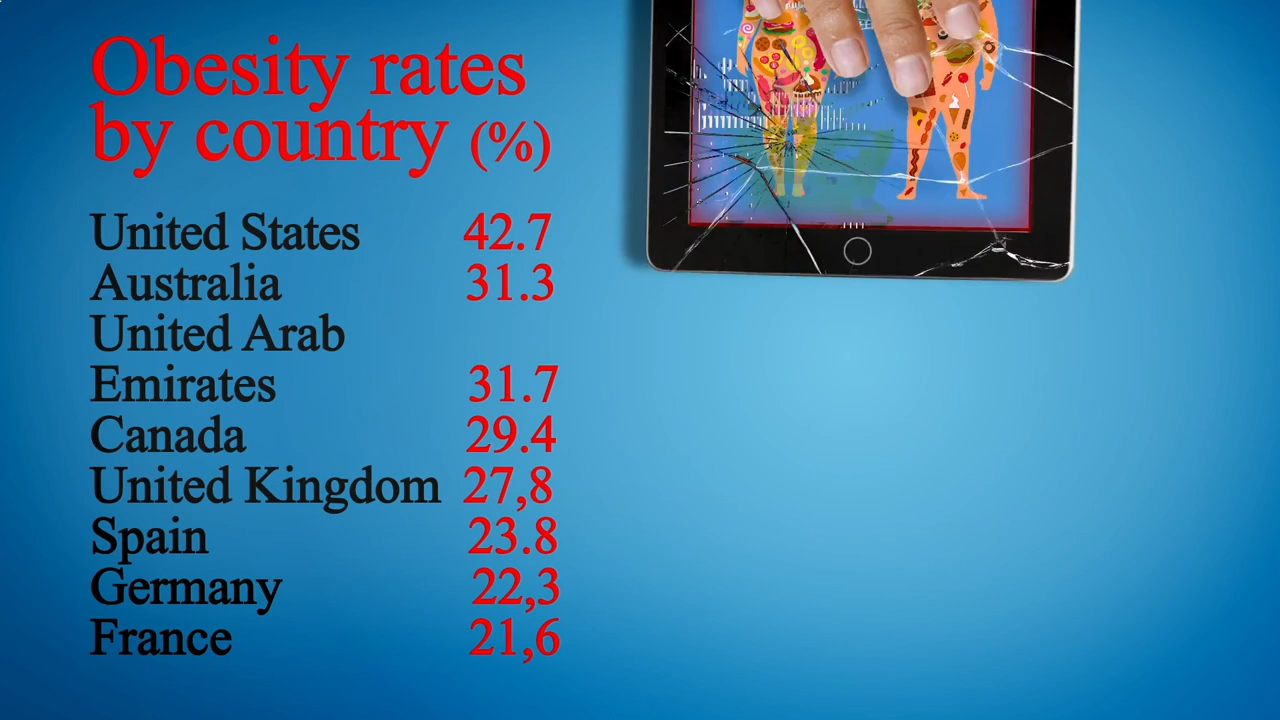 Obesity rates
by country (%)
United States 42.7
Australia 31.3
United Arab
Emirates 31.7
Canada 29.4
United Kingdom 27,8
Spain 23.8
Germany 22,3
France 21,6